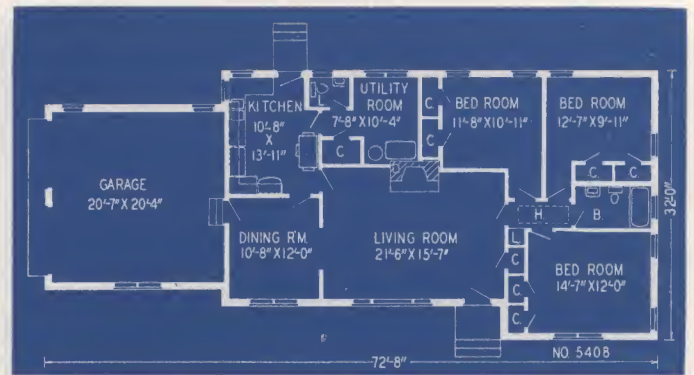 KITCHEN
10'-8"
X
13'-11"
UTILITY
ROOM
7'-8" X 10'-4"
C
C
C
BED ROOM
11'-8" X 10'-11"
BED ROOM
12'-7" X 9'-11"
C
C
GARAGE
20'-7" X 20'-4"
DINING R'M.
10'-8" X 12'-0"
LIVING ROOM
21'-6" X 15'-7"
H
B.
L
C
C
C
BED ROOM
14'-7" X 12'-0"
32'-0"
72'-8"
NO. 5408